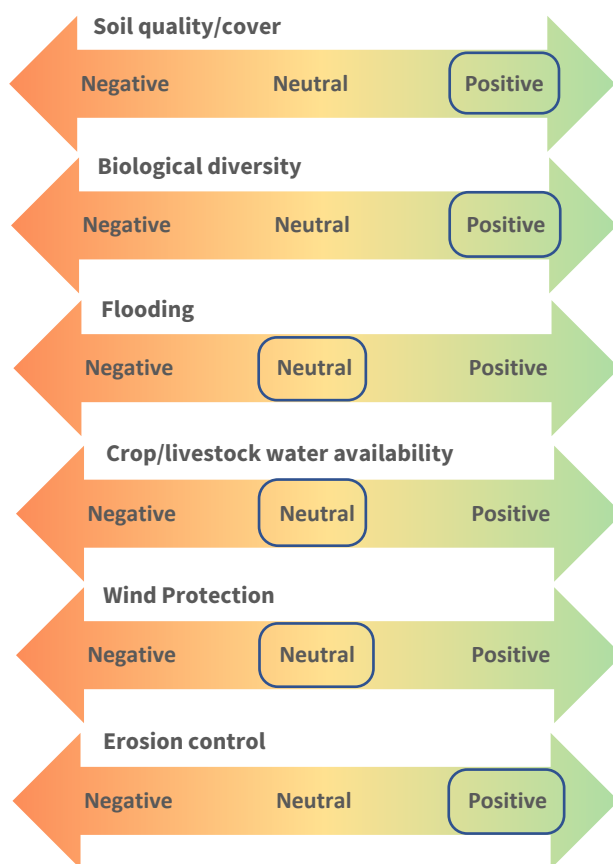 Soil quality/cover
Negative Neutral Positive
Biological diversity
Negative Neutral Positive
Flooding
Negative Neutral Positive
Crop/livestock water availability
Negative Neutral Positive
Wind Protection
Negative Neutral Positive
Erosion control
Negative Neutral Positive